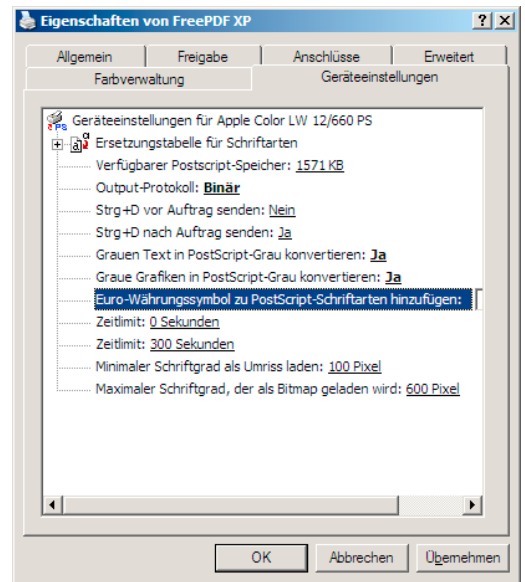 Eigenschaften von FreePDF XP
Allgemein Freigabe Anschlüsse Erweitert
Farbverwaltung Geräteeinstellungen
Geräteeinstellungen für Apple Color LW 12/660 PS
Ersetzungstabelle für Schriftarten
Verfügbarer Postscript-Speicher: 1571 KB
Output-Protokoll: Binär
Strg+D vor Auftrag senden: Nein
Strg+D nach Auftrag senden: Ja
Grauen Text in PostScript-Grau konvertieren: Ja
Graue Grafiken in PostScript-Grau konvertieren: Ja
Euro-Währungssymbol zu PostScript-Schriftarten hinzufügen:
Zeitlimit: 0 Sekunden
Zeitlimit: 300 Sekunden
Minimaler Schriftgrad als Umriss laden: 100 Pixel
Maximaler Schriftgrad, der als Bitmap geladen wird: 600 Pixel
OK Abbrechen Übernehmen